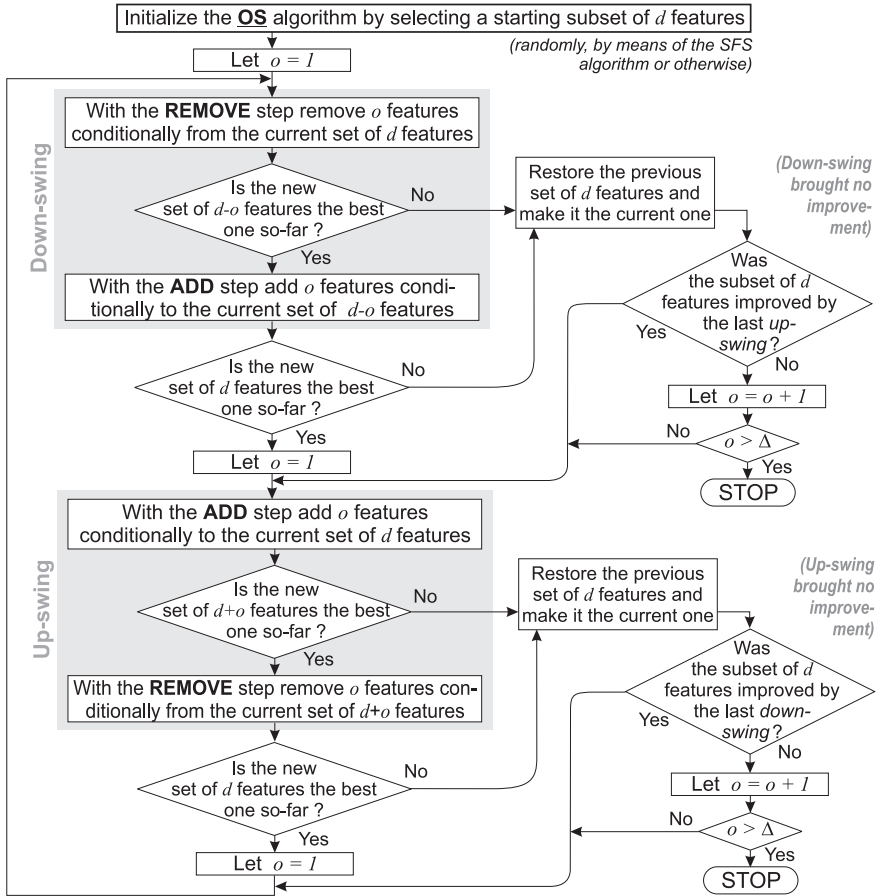 Initialize the OS algorithm by selecting a starting subset of d features
(randomly, by means of the SFS
algorithm or otherwise)
Let o = 1
Down-swing
With the REMOVE step remove o features
conditionally from the current set of d features
Is the new
set of d-o features the best
one so-far ?
No
Yes
With the ADD step add o features condi-
tionally to the current set of d-o features
Is the new
set of d features the best
one so-far ?
No
Yes
Let o = 1
Restore the previous
set of d features and
make it the current one
(Down-swing
brought no
improve-
ment)
Was
the subset of d
features improved by
the last up-
swing ?
Yes
No
Let o = o + 1
o > Δ
No
Yes
STOP
Up-swing
With the ADD step add o features
conditionally to the current set of d features
Is the new
set of d+o features the best
one so-far ?
No
Yes
With the REMOVE step remove o features con-
ditionally from the current set of d+o features
Is the new
set of d features the best
one so-far ?
No
Yes
Let o = 1
Restore the previous
set of d features and
make it the current one
(Up-swing
brought no
improve-
ment)
Was
the subset of d
features improved by
the last down-
swing ?
Yes
No
Let o = o + 1
o > Δ
No
Yes
STOP